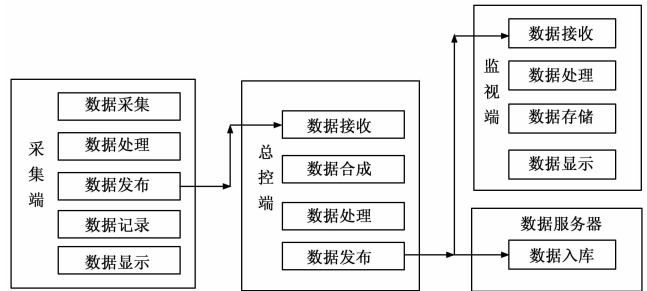 采集端
数据采集
数据处理
数据发布
数据记录
数据显示
总控端
数据接收
数据合成
数据处理
数据发布
监视端
数据接收
数据处理
数据存储
数据显示
数据服务器
数据入库